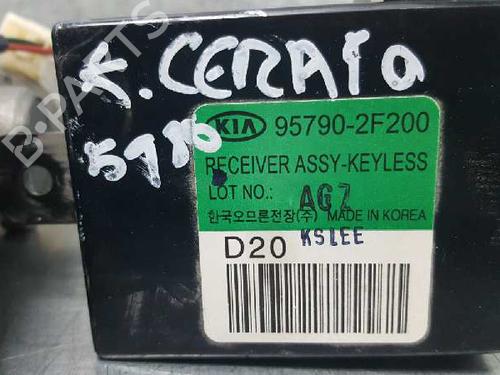 K. CERATO
5980
KIA 95790-2F200
RECEIVER ASSY-KEYLESS
LOT NO.: AGZ
한국오므론전장(주) MADE IN KOREA
D20 KSLEE
B-PARTS